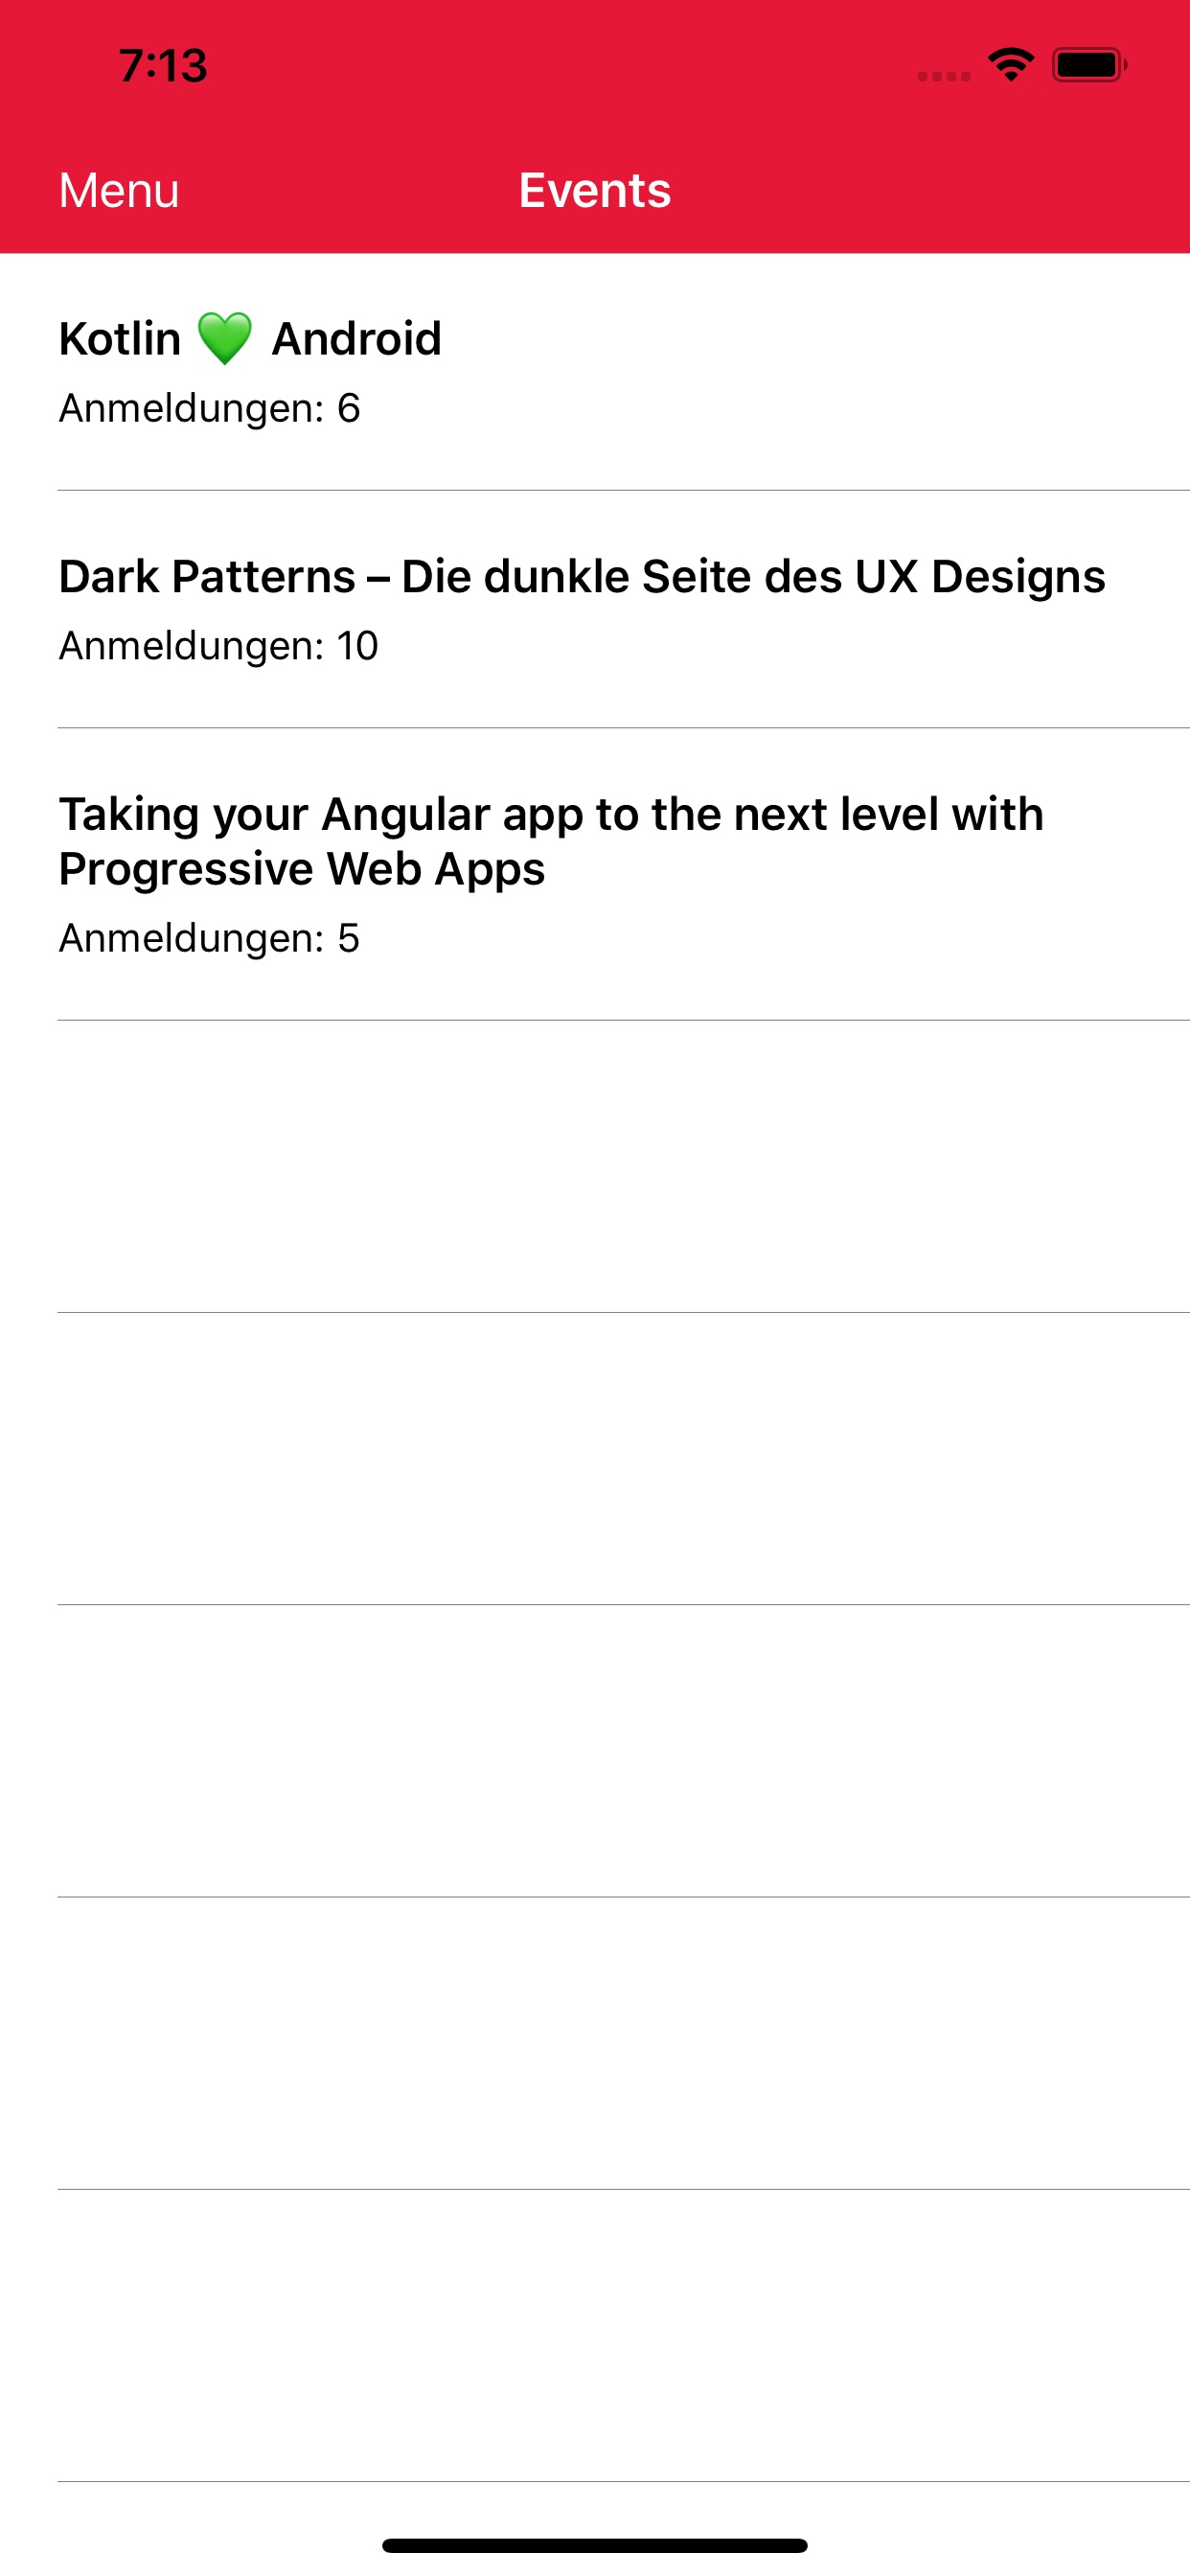 7:13
Menu
Events
Kotlin 💚 Android
Anmeldungen: 6
Dark Patterns – Die dunkle Seite des UX Designs
Anmeldungen: 10
Taking your Angular app to the next level with
Progressive Web Apps
Anmeldungen: 5